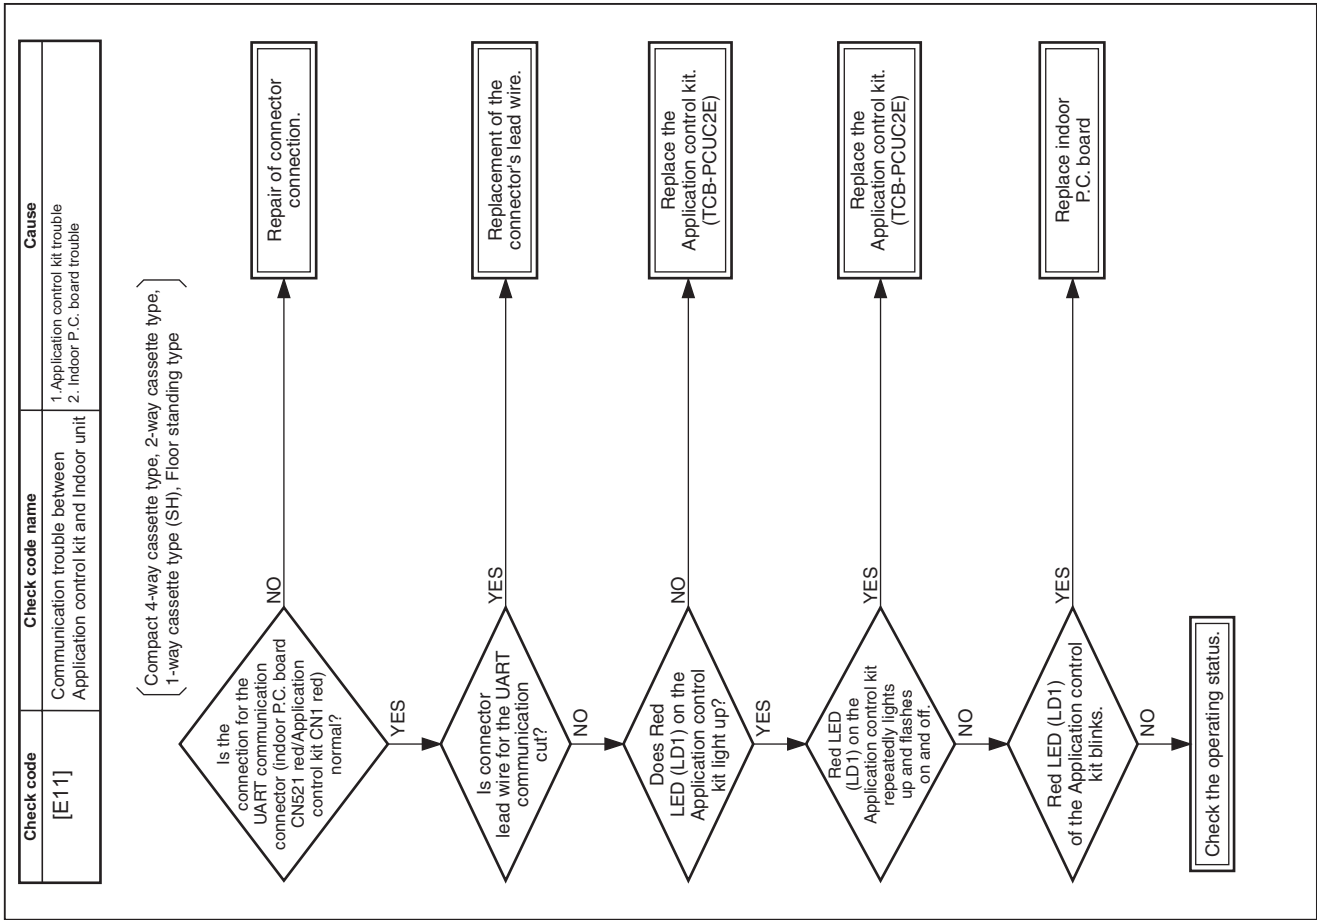 Check code
Check code name
Cause
[E11]
Communication trouble between
Application control kit and Indoor unit
1.Application control kit trouble
2. Indoor P.C. board trouble
Compact 4-way cassette type, 2-way cassette type,
1-way cassette type (SH), Floor standing type
Is the
connection for the
UART communication
connector (indoor P.C. board
CN521 red/Application
control kit CN1 red)
normal?
NO
Repair of connector
connection.
YES
Is connector
lead wire for the UART
communication
cut?
YES
Replacement of the
connector's lead wire.
NO
Does Red
LED (LD1) on the
Application control
kit light up?
NO
Replace the
Application control kit.
(TCB-PCUC2E)
YES
Red LED
(LD1) on the
Application control kit
repeatedly lights
up and flashes
on and off.
YES
Replace the
Application control kit.
(TCB-PCUC2E)
NO
Red LED (LD1)
of the Application control
kit blinks.
YES
Replace indoor
P.C. board
NO
Check the operating status.